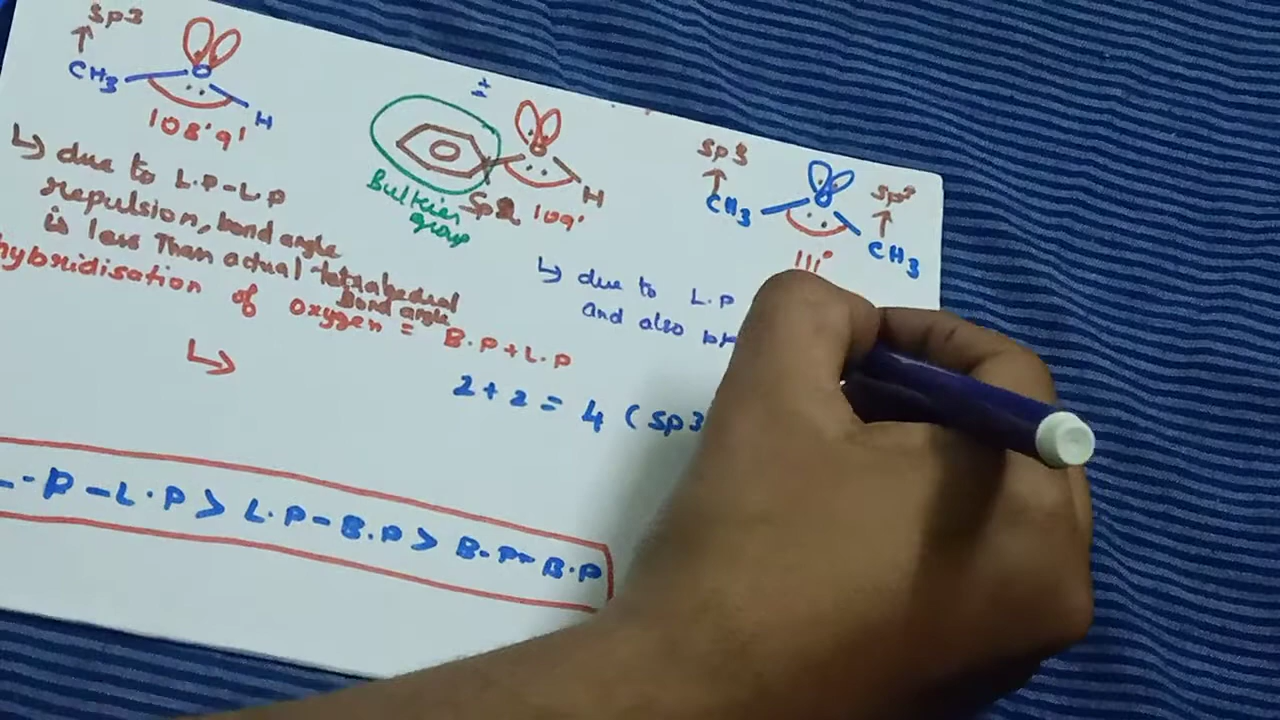 Sp3
↑
CH3 O H
108°9'
↳ due to L.P-L.P
repulsion, bond angle
is less than actual tetrahedral
Bond angle
hybridisation of oxygen = B.P + L.P
2 + 2 = 4 (Sp3
↳
L.P - L.P > L.P - B.P > B.P - B.P
±
O H
Bulkier
group
Sp2 109'
Sp3
↑
CH3 O
↑
CH3
111°
↳ due to L.P
and also